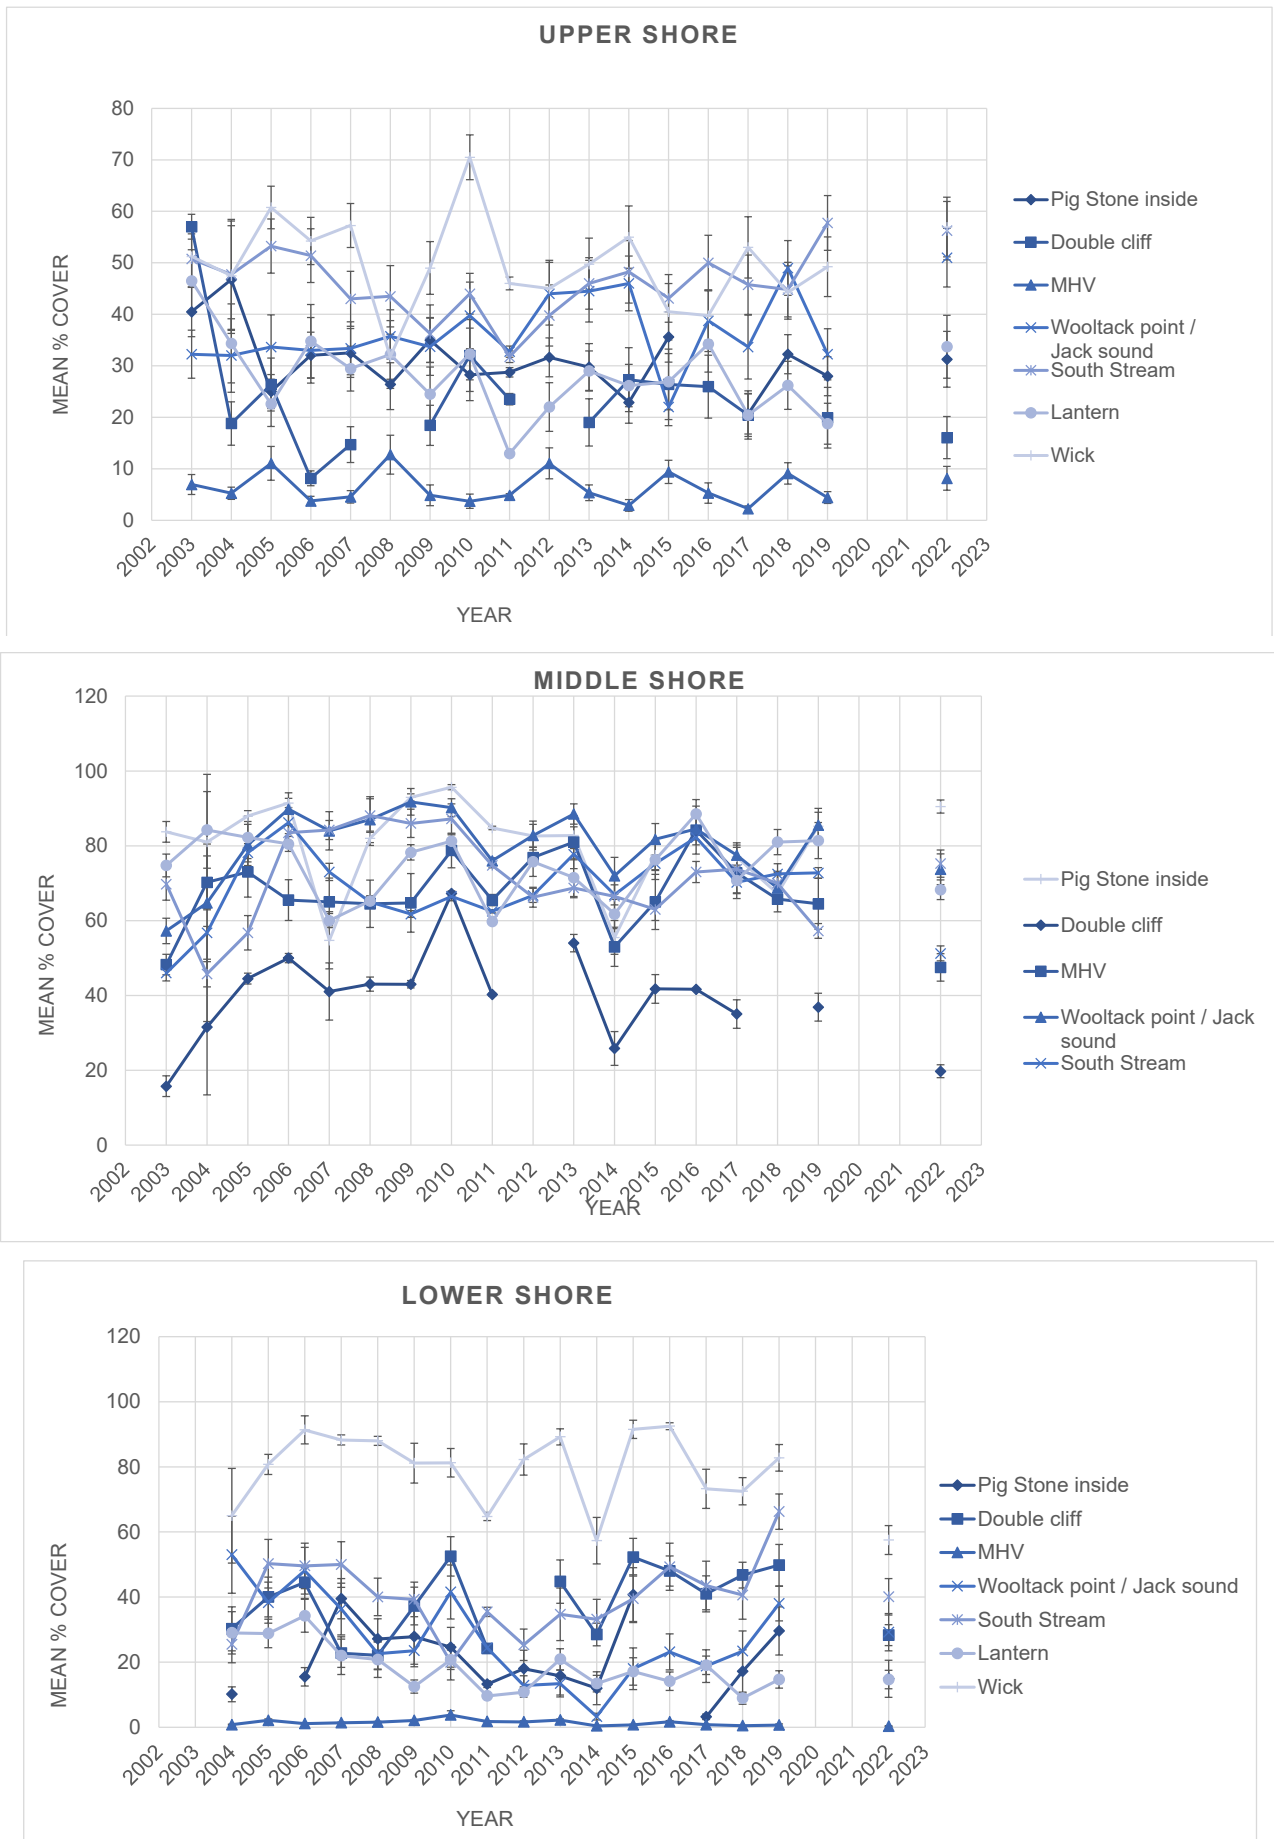 UPPER SHORE
80
70
60
50
40
30
20
10
0
MEAN % COVER
2002 2003 2004 2005 2006 2007 2008 2009 2010 2011 2012 2013 2014 2015 2016 2017 2018 2019 2020 2021 2022 2023
YEAR
Pig Stone inside
Double cliff
MHV
Wooltack point /
Jack sound
South Stream
Lantern
Wick
MIDDLE SHORE
120
100
80
60
40
20
0
MEAN % COVER
2002 2003 2004 2005 2006 2007 2008 2009 2010 2011 2012 2013 2014 2015 2016 2017 2018 2019 2020 2021 2022 2023
YEAR
Pig Stone inside
Double cliff
MHV
Wooltack point / Jack
sound
South Stream
LOWER SHORE
120
100
80
60
40
20
0
MEAN % COVER
2002 2003 2004 2005 2006 2007 2008 2009 2010 2011 2012 2013 2014 2015 2016 2017 2018 2019 2020 2021 2022 2023
YEAR
Pig Stone inside
Double cliff
MHV
Wooltack point / Jack sound
South Stream
Lantern
Wick